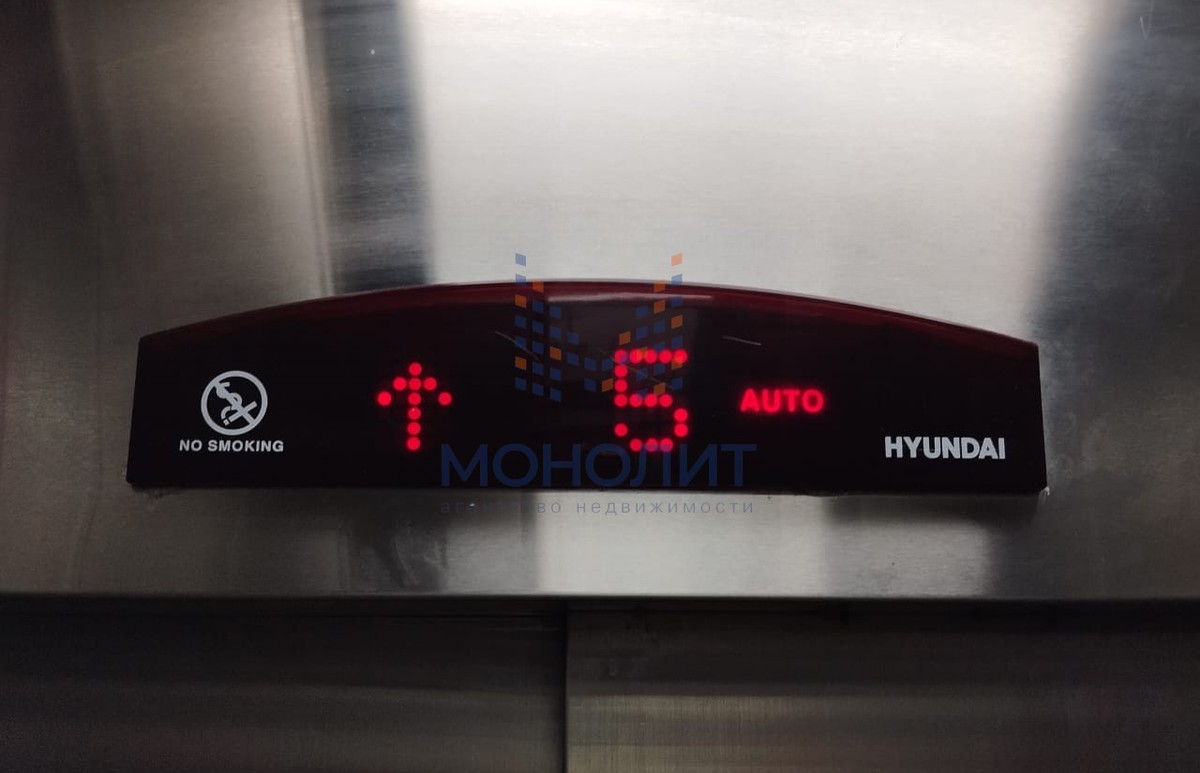 5
AUTO
NO SMOKING
HYUNDAI
МОНОЛИТ
агентство недвижимости